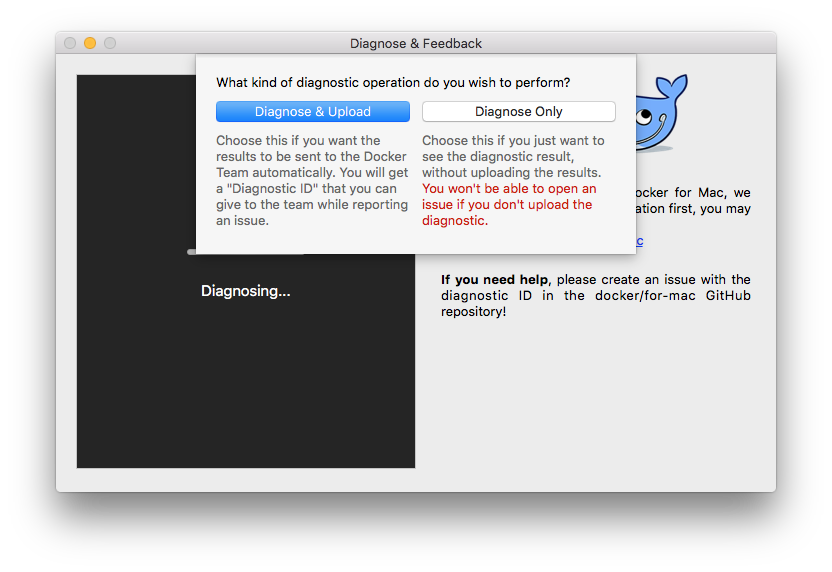 Diagnose & Feedback
What kind of diagnostic operation do you wish to perform?
Diagnose & Upload
Choose this if you want the
results to be sent to the Docker
Team automatically. You will get
a "Diagnostic ID" that you can
give to the team while reporting
an issue.
Diagnose Only
Choose this if you just want to
see the diagnostic result,
without uploading the results.
You won't be able to open an
issue if you don't upload the
diagnostic.
Diagnosing...
ocker for Mac, we
ation first, you may
c
If you need help, please create an issue with the
diagnostic ID in the docker/for-mac GitHub
repository!